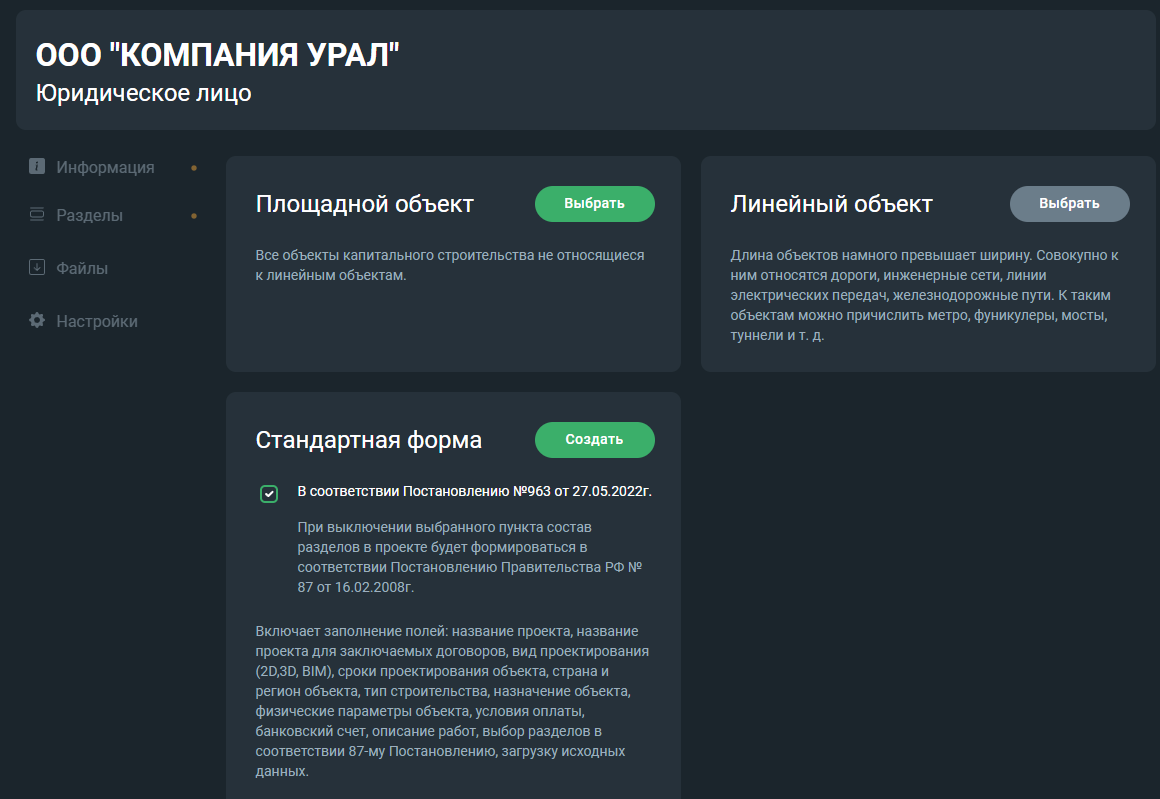 ООО "КОМПАНИЯ УРАЛ"
Юридическое лицо
Информация
Разделы
Файлы
Настройки
Площадной объект
Выбрать
Все объекты капитального строительства не относящиеся
к линейным объектам.
Линейный объект
Выбрать
Длина объектов намного превышает ширину. Совокупно к
ним относятся дороги, инженерные сети, линии
электрических передач, железнодорожные пути. К таким
объектам можно причислить метро, фуникулеры, мосты,
туннели и т. д.
Стандартная форма
Создать
В соответствии Постановлению №963 от 27.05.2022г.
При выключении выбранного пункта состав
разделов в проекте будет формироваться в
соответствии Постановлению Правительства РФ №
87 от 16.02.2008г.
Включает заполнение полей: название проекта, название
проекта для заключаемых договоров, вид проектирования
(2D,3D, BIM), сроки проектирования объекта, страна и
регион объекта, тип строительства, назначение объекта,
физические параметры объекта, условия оплаты,
банковский счет, описание работ, выбор разделов в
соответствии 87-му Постановлению, загрузку исходных
данных.